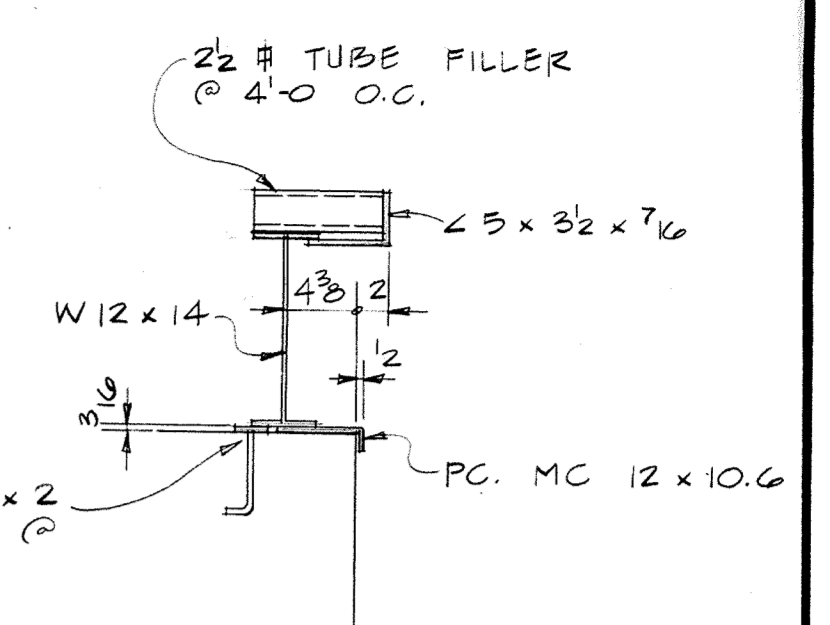 2½ ⌗ TUBE FILLER
@ 4'-0 O.C.
∠ 5 x 3½ x 7/16
4⅜ 2
W 12 x 14
½
3/16
PC. MC 12 x 10.6
x 2
@